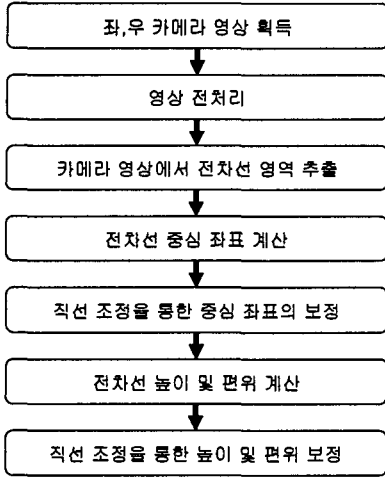 좌,우 카메라 영상 획득
영상 전처리
카메라 영상에서 전차선 영역 추출
전차선 중심 좌표 계산
직선 조정을 통한 중심 좌표의 보정
전차선 높이 및 편위 계산
직선 조정을 통한 높이 및 편위 보정